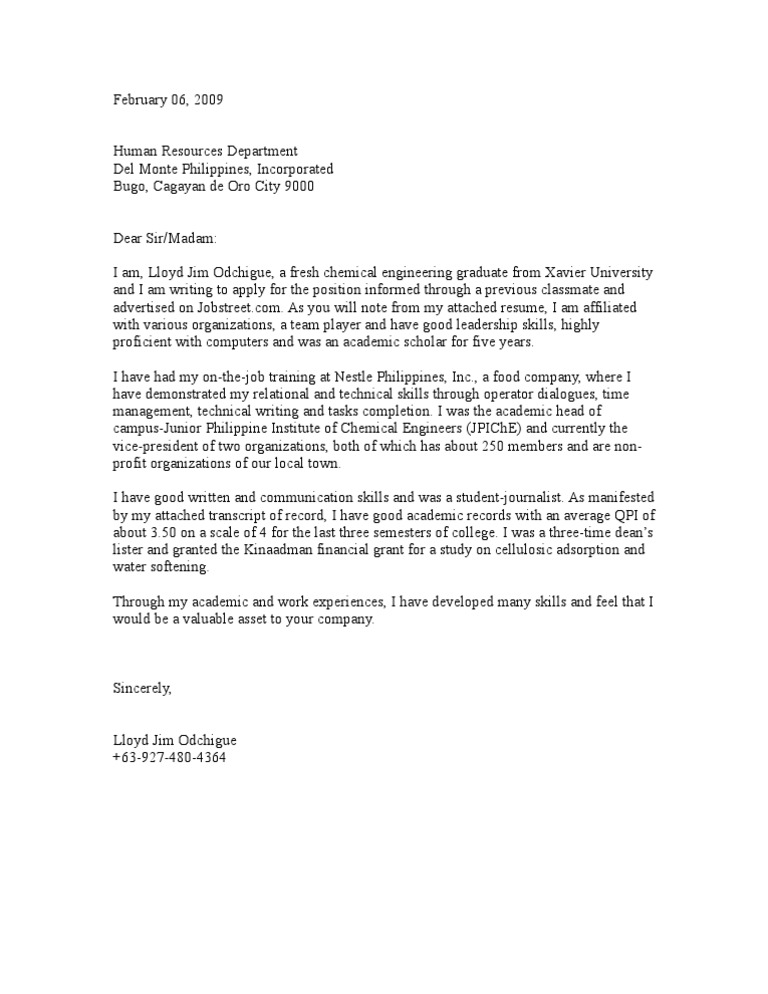 February 06, 2009
Human Resources Department
Del Monte Philippines, Incorporated
Bugo, Cagayan de Oro City 9000
Dear Sir/Madam:
I am, Lloyd Jim Odchigue, a fresh chemical engineering graduate from Xavier University
and I am writing to apply for the position informed through a previous classmate and
advertised on Jobstreet.com. As you will note from my attached resume, I am affiliated
with various organizations, a team player and have good leadership skills, highly
proficient with computers and was an academic scholar for five years.
I have had my on-the-job training at Nestle Philippines, Inc., a food company, where I
have demonstrated my relational and technical skills through operator dialogues, time
management, technical writing and tasks completion. I was the academic head of
campus-Junior Philippine Institute of Chemical Engineers (JPIChE) and currently the
vice-president of two organizations, both of which has about 250 members and are non-
profit organizations of our local town.
I have good written and communication skills and was a student-journalist. As manifested
by my attached transcript of record, I have good academic records with an average QPI of
about 3.50 on a scale of 4 for the last three semesters of college. I was a three-time dean’s
lister and granted the Kinaadman financial grant for a study on cellulosic adsorption and
water softening.
Through my academic and work experiences, I have developed many skills and feel that I
would be a valuable asset to your company.
Sincerely,
Lloyd Jim Odchigue
+63-927-480-4364